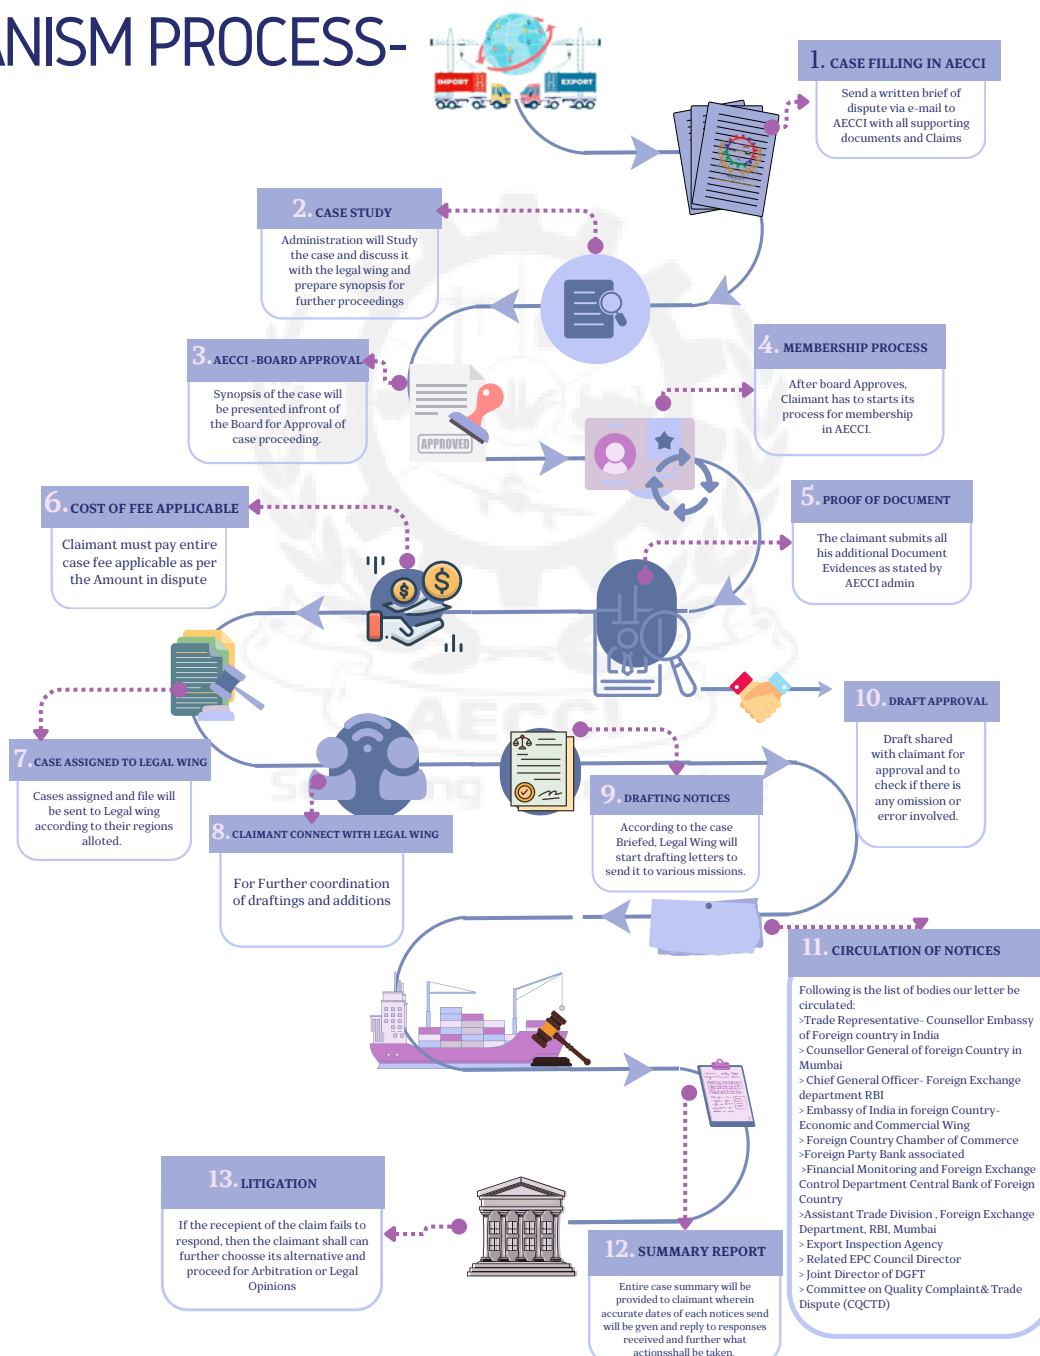 ANISM PROCESS-
IMPORT
EXPORT
1. CASE FILLING IN AECCI
Send a written brief of
dispute via e-mail to
AECCI with all supporting
documents and Claims
2. CASE STUDY
Administration will Study
the case and discuss it
with the legal wing and
prepare synopsis for
further proceedings
3. AECCI -BOARD APPROVAL
Synopsis of the case will
be presented infront of
the Board for Approval of
case proceeding.
APPROVED
4. MEMBERSHIP PROCESS
After board Approves,
Claimant has to starts its
process for membership
in AECCI.
5. PROOF OF DOCUMENT
The claimant submits all
his additional Document
Evidences as stated by
AECCI admin
6. COST OF FEE APPLICABLE
Claimant must pay entire
case fee applicable as per
the Amount in dispute
7. CASE ASSIGNED TO LEGAL WING
Cases assigned and file will
be sent to Legal wing
according to their regions
alloted.
AECCI
8. CLAIMANT CONNECT WITH LEGAL WING
For Further coordination
of draftings and additions
9. DRAFTING NOTICES
According to the case
Briefed, Legal Wing will
start drafting letters to
send it to various missions.
10. DRAFT APPROVAL
Draft shared
with claimant for
approval and to
check if there is
any omission or
error involved.
11. CIRCULATION OF NOTICES
Following is the list of bodies our letter be
circulated:
>Trade Representative- Counsellor Embassy
of Foreign country in India
> Counsellor General of foreign Country in
Mumbai
> Chief General Officer- Foreign Exchange
department RBI
> Embassy of India in foreign Country-
Economic and Commercial Wing
> Foreign Country Chamber of Commerce
>Foreign Party Bank associated
>Financial Monitoring and Foreign Exchange
Control Department Central Bank of Foreign
Country
>Assistant Trade Division , Foreign Exchange
Department, RBI, Mumbai
> Export Inspection Agency
> Related EPC Council Director
> Joint Director of DGFT
> Committee on Quality Complaint& Trade
Dispute (CQCTD)
12. SUMMARY REPORT
Entire case summary will be
provided to claimant wherein
accurate dates of each notices send
will be gven and reply to responses
received and further what
actionsshall be taken.
13. LITIGATION
If the recepient of the claim fails to
respond, then the claimant shall can
further choosse its alternative and
proceed for Arbitration or Legal
Opinions